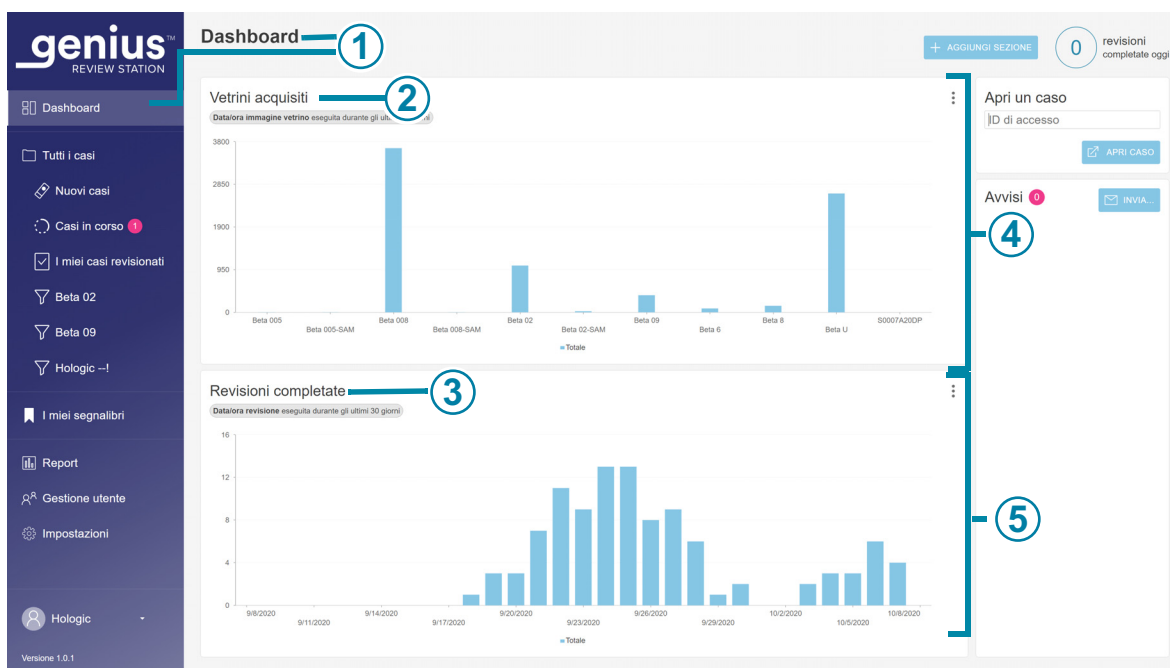 genius™
REVIEW STATION
Dashboard
Tutti i casi
Nuovi casi
Casi in corso 1
I miei casi revisionati
Beta 02
Beta 09
Hologic --!
I miei segnalibri
Report
Gestione utente
Impostazioni
Hologic
Versione 1.0.1
Dashboard
1
+ AGGIUNGI SEZIONE
0
revisioni
completate oggi
Vetrini acquisiti
2
Data/ora immagine vetrino eseguita durante gli
3800
2850
1900
950
0
Beta 005
Beta 005-SAM
Beta 008
Beta 008-SAM
Beta 02
Beta 02-SAM
Beta 09
Beta 6
Beta 8
Beta U
S0007A20DP
Totale
4
Revisioni completate
3
Data/ora revisione eseguita durante gli ultimi 30 giorni
16
12
8
4
0
9/8/2020
9/11/2020
9/14/2020
9/17/2020
9/20/2020
9/23/2020
9/26/2020
9/29/2020
10/2/2020
10/5/2020
10/8/2020
Totale
5
Apri un caso
ID di accesso
APRI CASO
Avvisi 0
INVIA...